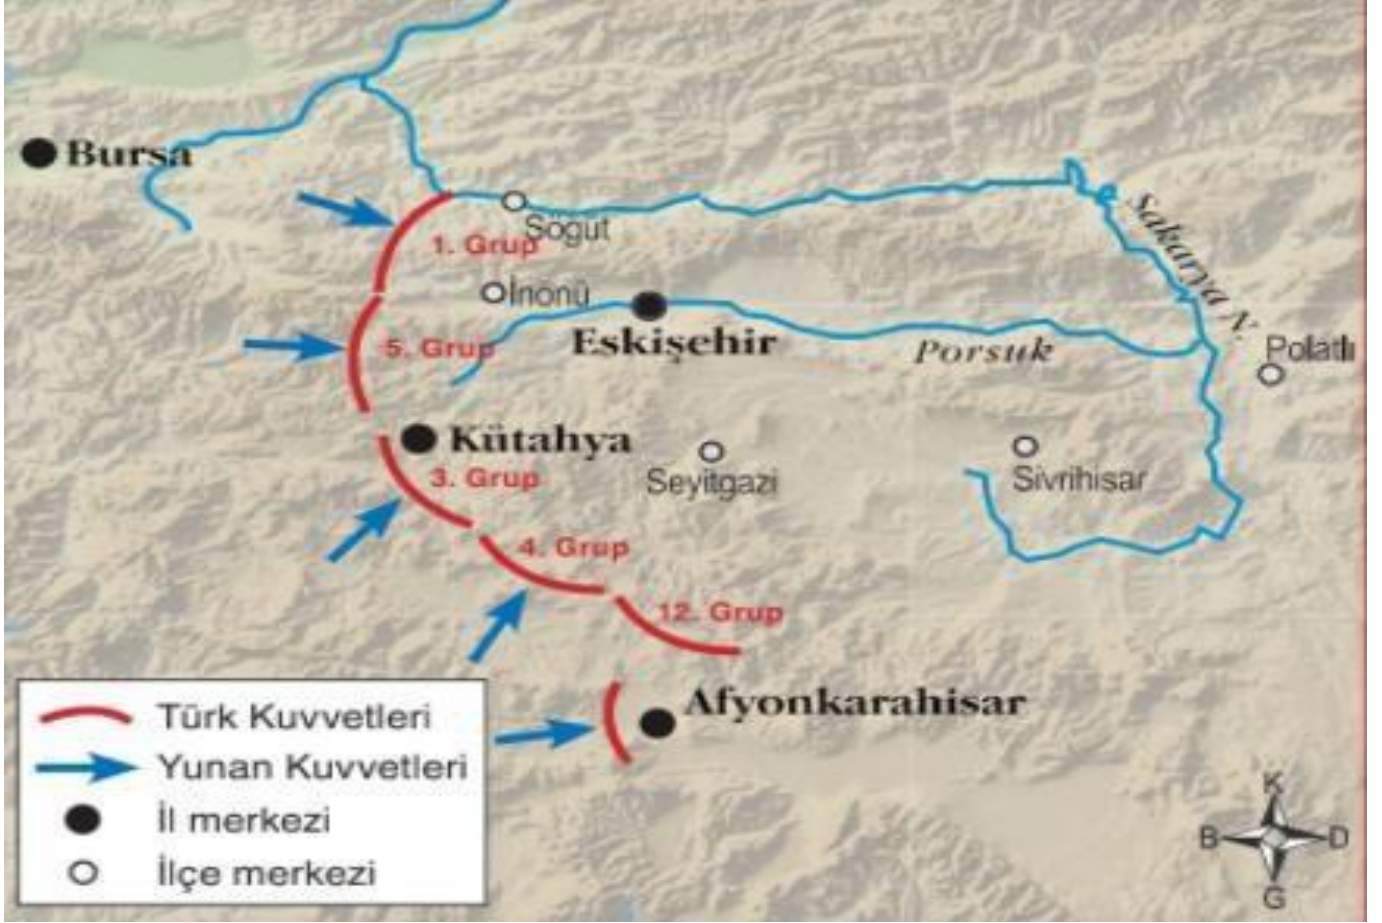 Bursa
Söğüt
1. Grup
İnönü
Sakarya N.
5. Grup
Eskişehir
Porsuk
Polatlı
Kütahya
3. Grup
Seyitgazi
Sivrihisar
4. Grup
12. Grup
Afyonkarahisar
Türk Kuvvetleri
Yunan Kuvvetleri
İl merkezi
İlçe merkezi
K
B D
G